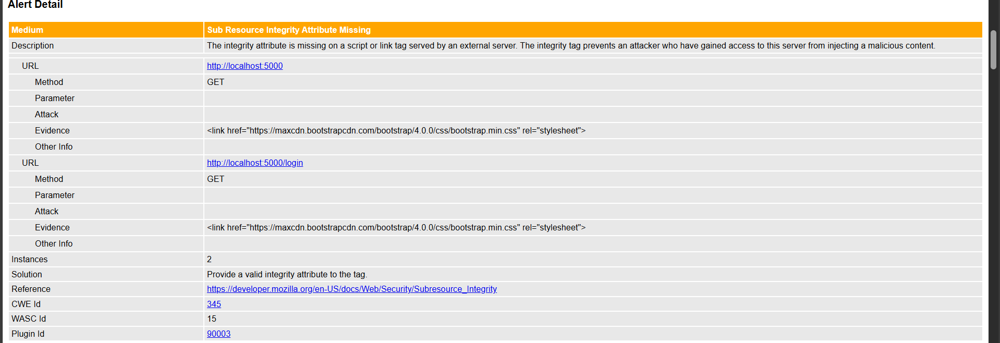 Alert Detail
Medium Sub Resource Integrity Attribute Missing
Description The integrity attribute is missing on a script or link tag served by an external server. The integrity tag prevents an attacker who have gained access to this server from injecting a malicious content.
URL http://localhost:5000
Method GET
Parameter
Attack
Evidence <link href="https://maxcdn.bootstrapcdn.com/bootstrap/4.0.0/css/bootstrap.min.css" rel="stylesheet">
Other Info
URL http://localhost:5000/login
Method GET
Parameter
Attack
Evidence <link href="https://maxcdn.bootstrapcdn.com/bootstrap/4.0.0/css/bootstrap.min.css" rel="stylesheet">
Other Info
Instances 2
Solution Provide a valid integrity attribute to the tag.
Reference https://developer.mozilla.org/en-US/docs/Web/Security/Subresource_Integrity
CWE Id 345
WASC Id 15
Plugin Id 90003